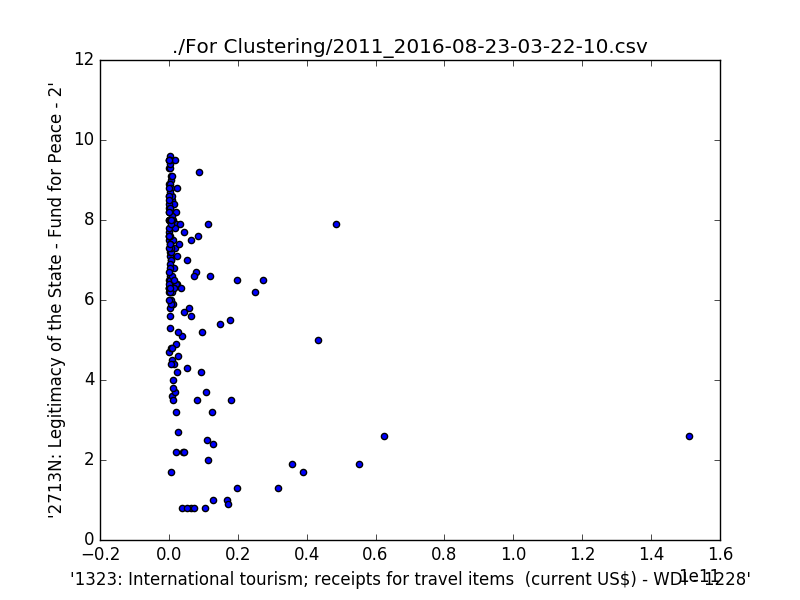 ./For Clustering/2011_2016-08-23-03-22-10.csv
12
10
8
6
4
2
0
'2713N: Legitimacy of the State - Fund for Peace - 2'
−0.2 0.0 0.2 0.4 0.6 0.8 1.0 1.2 1.4 1.6
1e11
'1323: International tourism; receipts for travel items (current US$) - WDI - 1228'